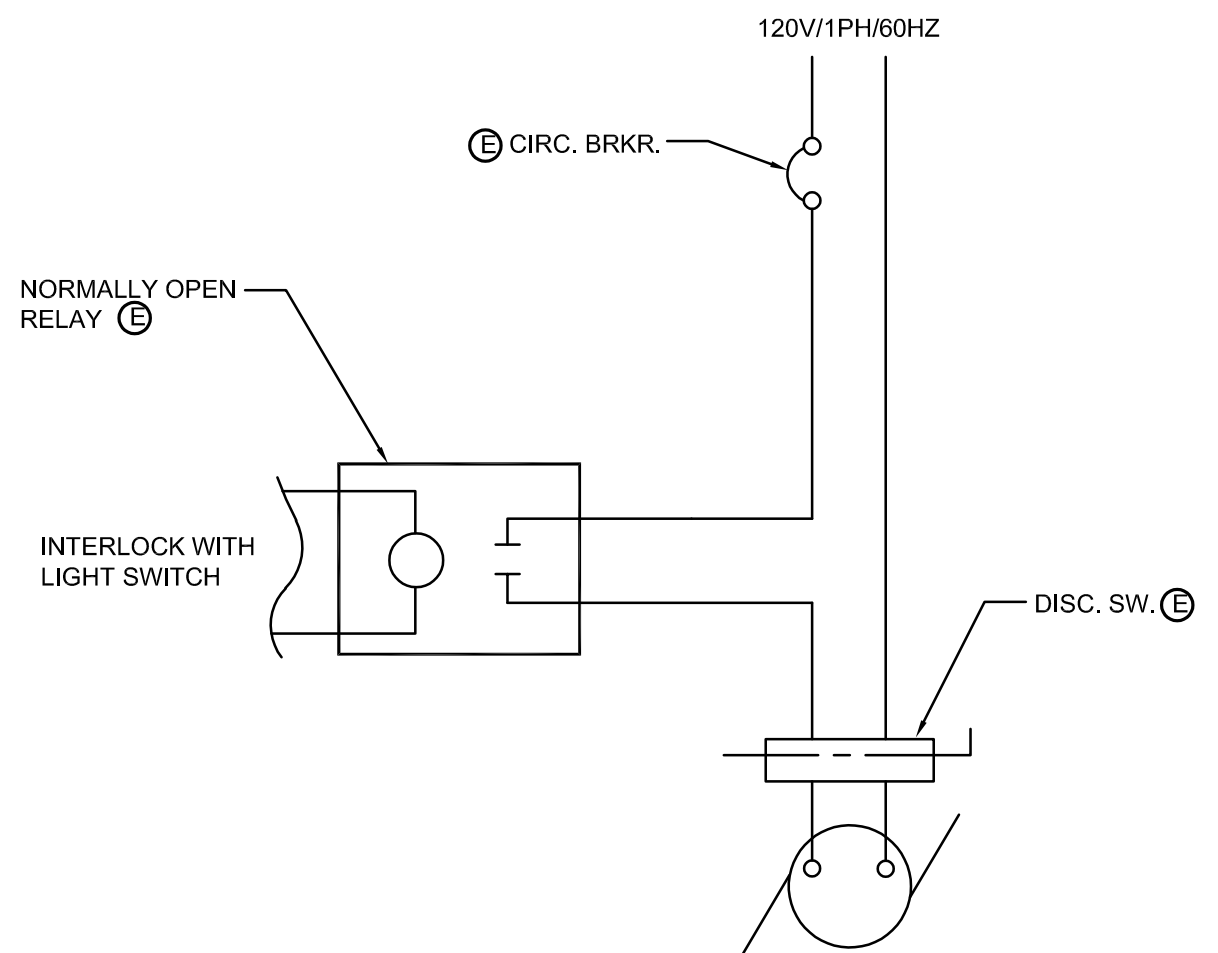 120V/1PH/60HZ
Ⓔ CIRC. BRKR.
NORMALLY OPEN
RELAY Ⓔ
INTERLOCK WITH
LIGHT SWITCH
DISC. SW. Ⓔ